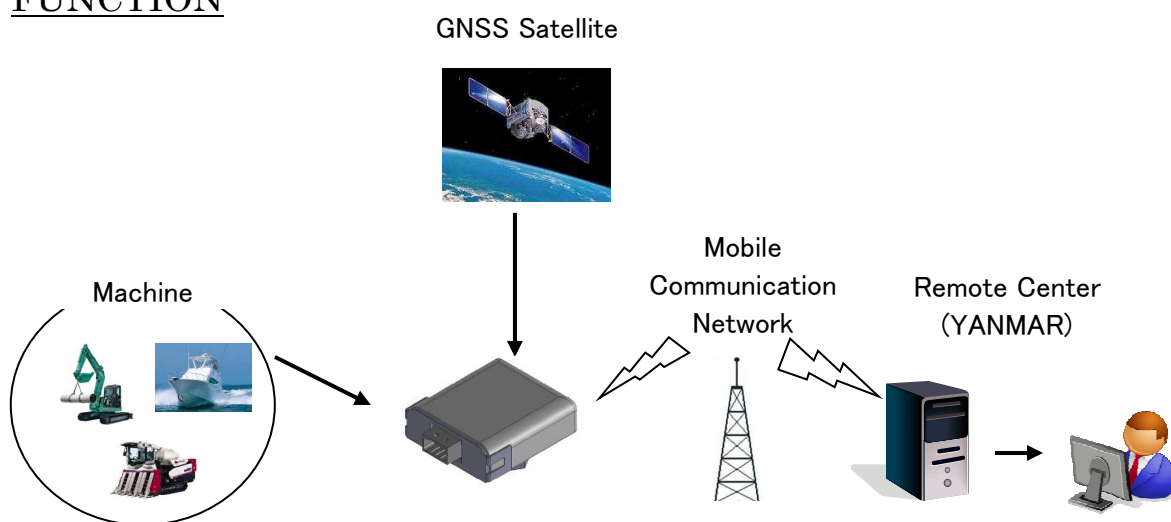 FUNCTION
GNSS Satellite
Mobile
Communication
Network
Machine
Remote Center
(YANMAR)